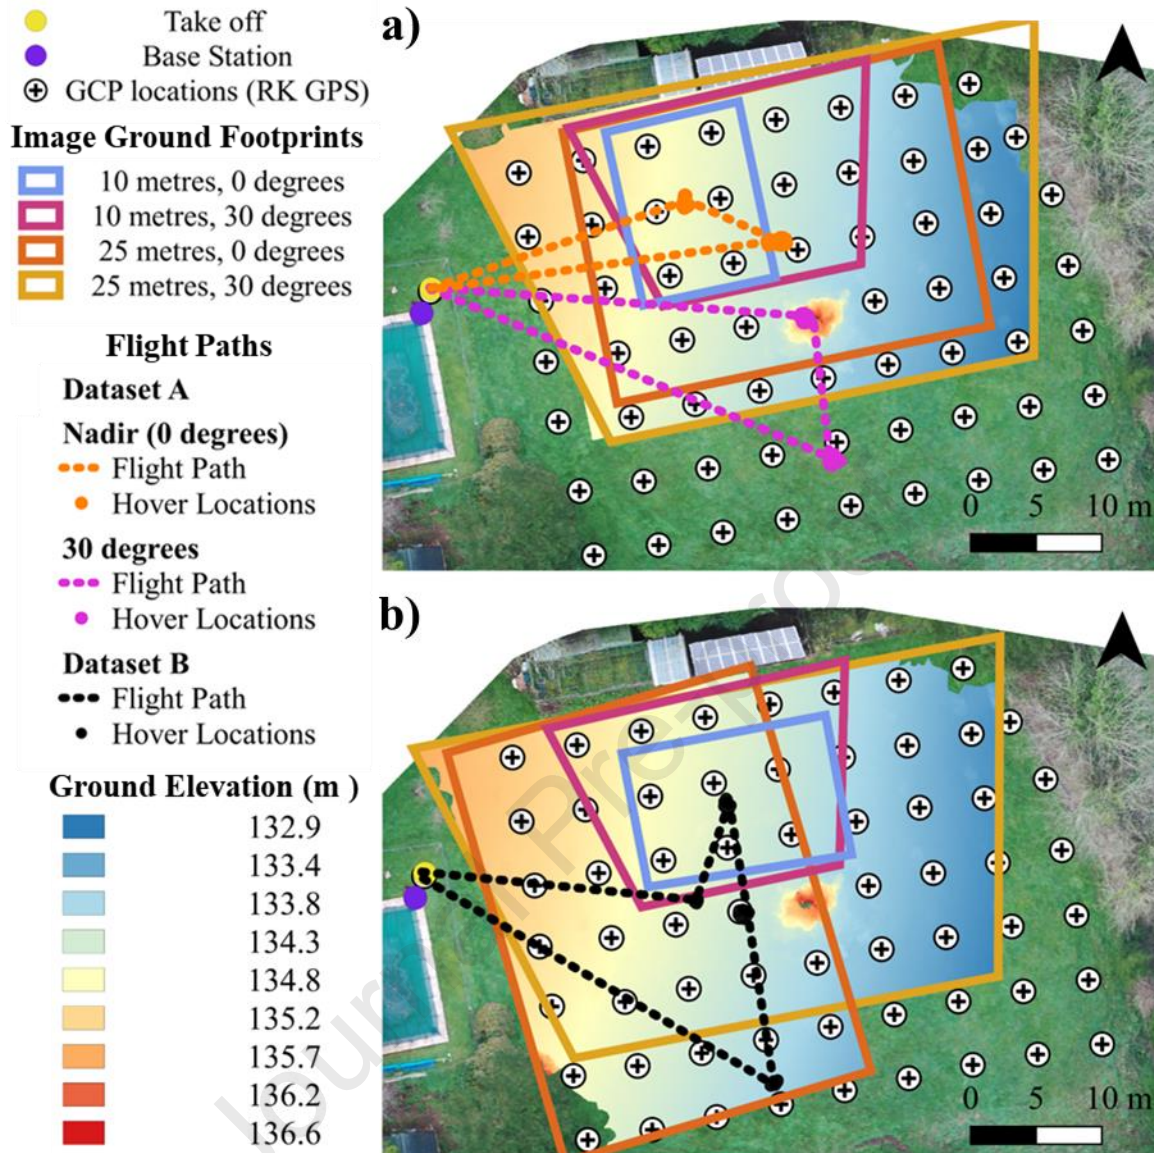 Take off
Base Station
GCP locations (RK GPS)
Image Ground Footprints
10 metres, 0 degrees
10 metres, 30 degrees
25 metres, 0 degrees
25 metres, 30 degrees
Flight Paths
Dataset A
Nadir (0 degrees)
Flight Path
Hover Locations
30 degrees
Flight Path
Hover Locations
Dataset B
Flight Path
Hover Locations
Ground Elevation (m )
132.9
133.4
133.8
134.3
134.8
135.2
135.7
136.2
136.6
a)
0 5 10 m
b)
0 5 10 m